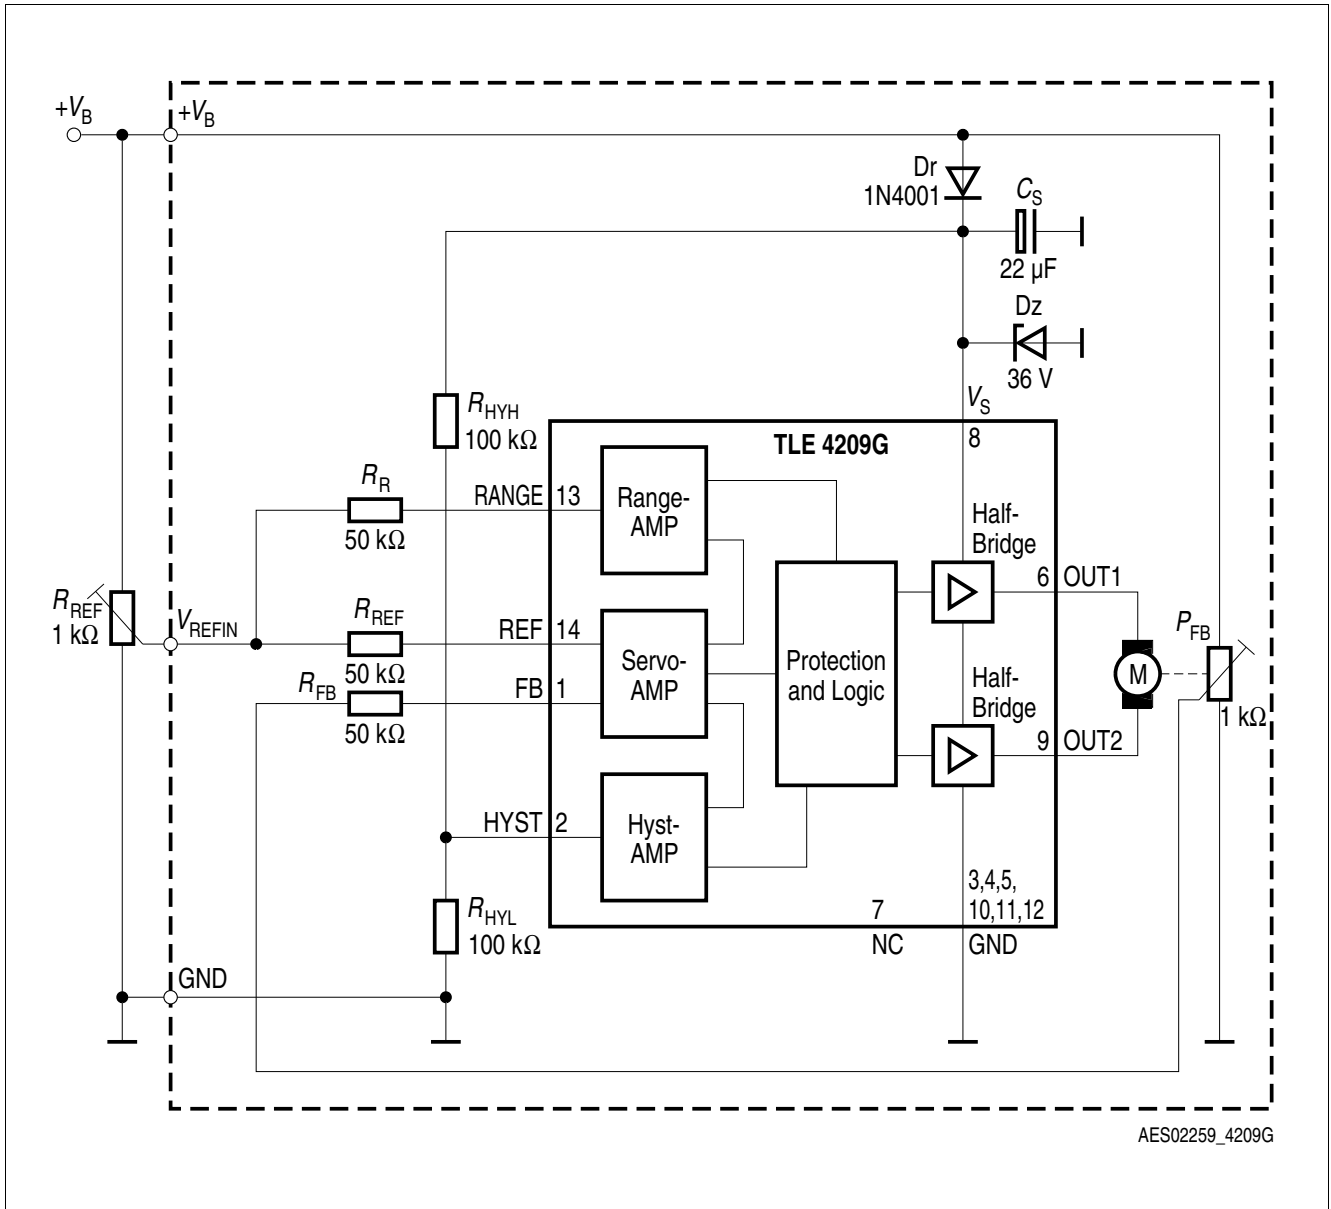 +VB
+VB
Dr
1N4001
CS
22 µF
Dz
36 V
VS
8
RHYH
100 kΩ
TLE 4209G
RR
50 kΩ
RANGE 13
Range-
AMP
Half-
Bridge
6 OUT1
RREF
1 kΩ
VREFIN
RREF
50 kΩ
REF 14
Servo-
AMP
Protection
and Logic
PFB
1 kΩ
M
RFB
50 kΩ
FB 1
Half-
Bridge
9 OUT2
HYST 2
Hyst-
AMP
RHYL
100 kΩ
7
NC
3,4,5,
10,11,12
GND
GND
AES02259_4209G